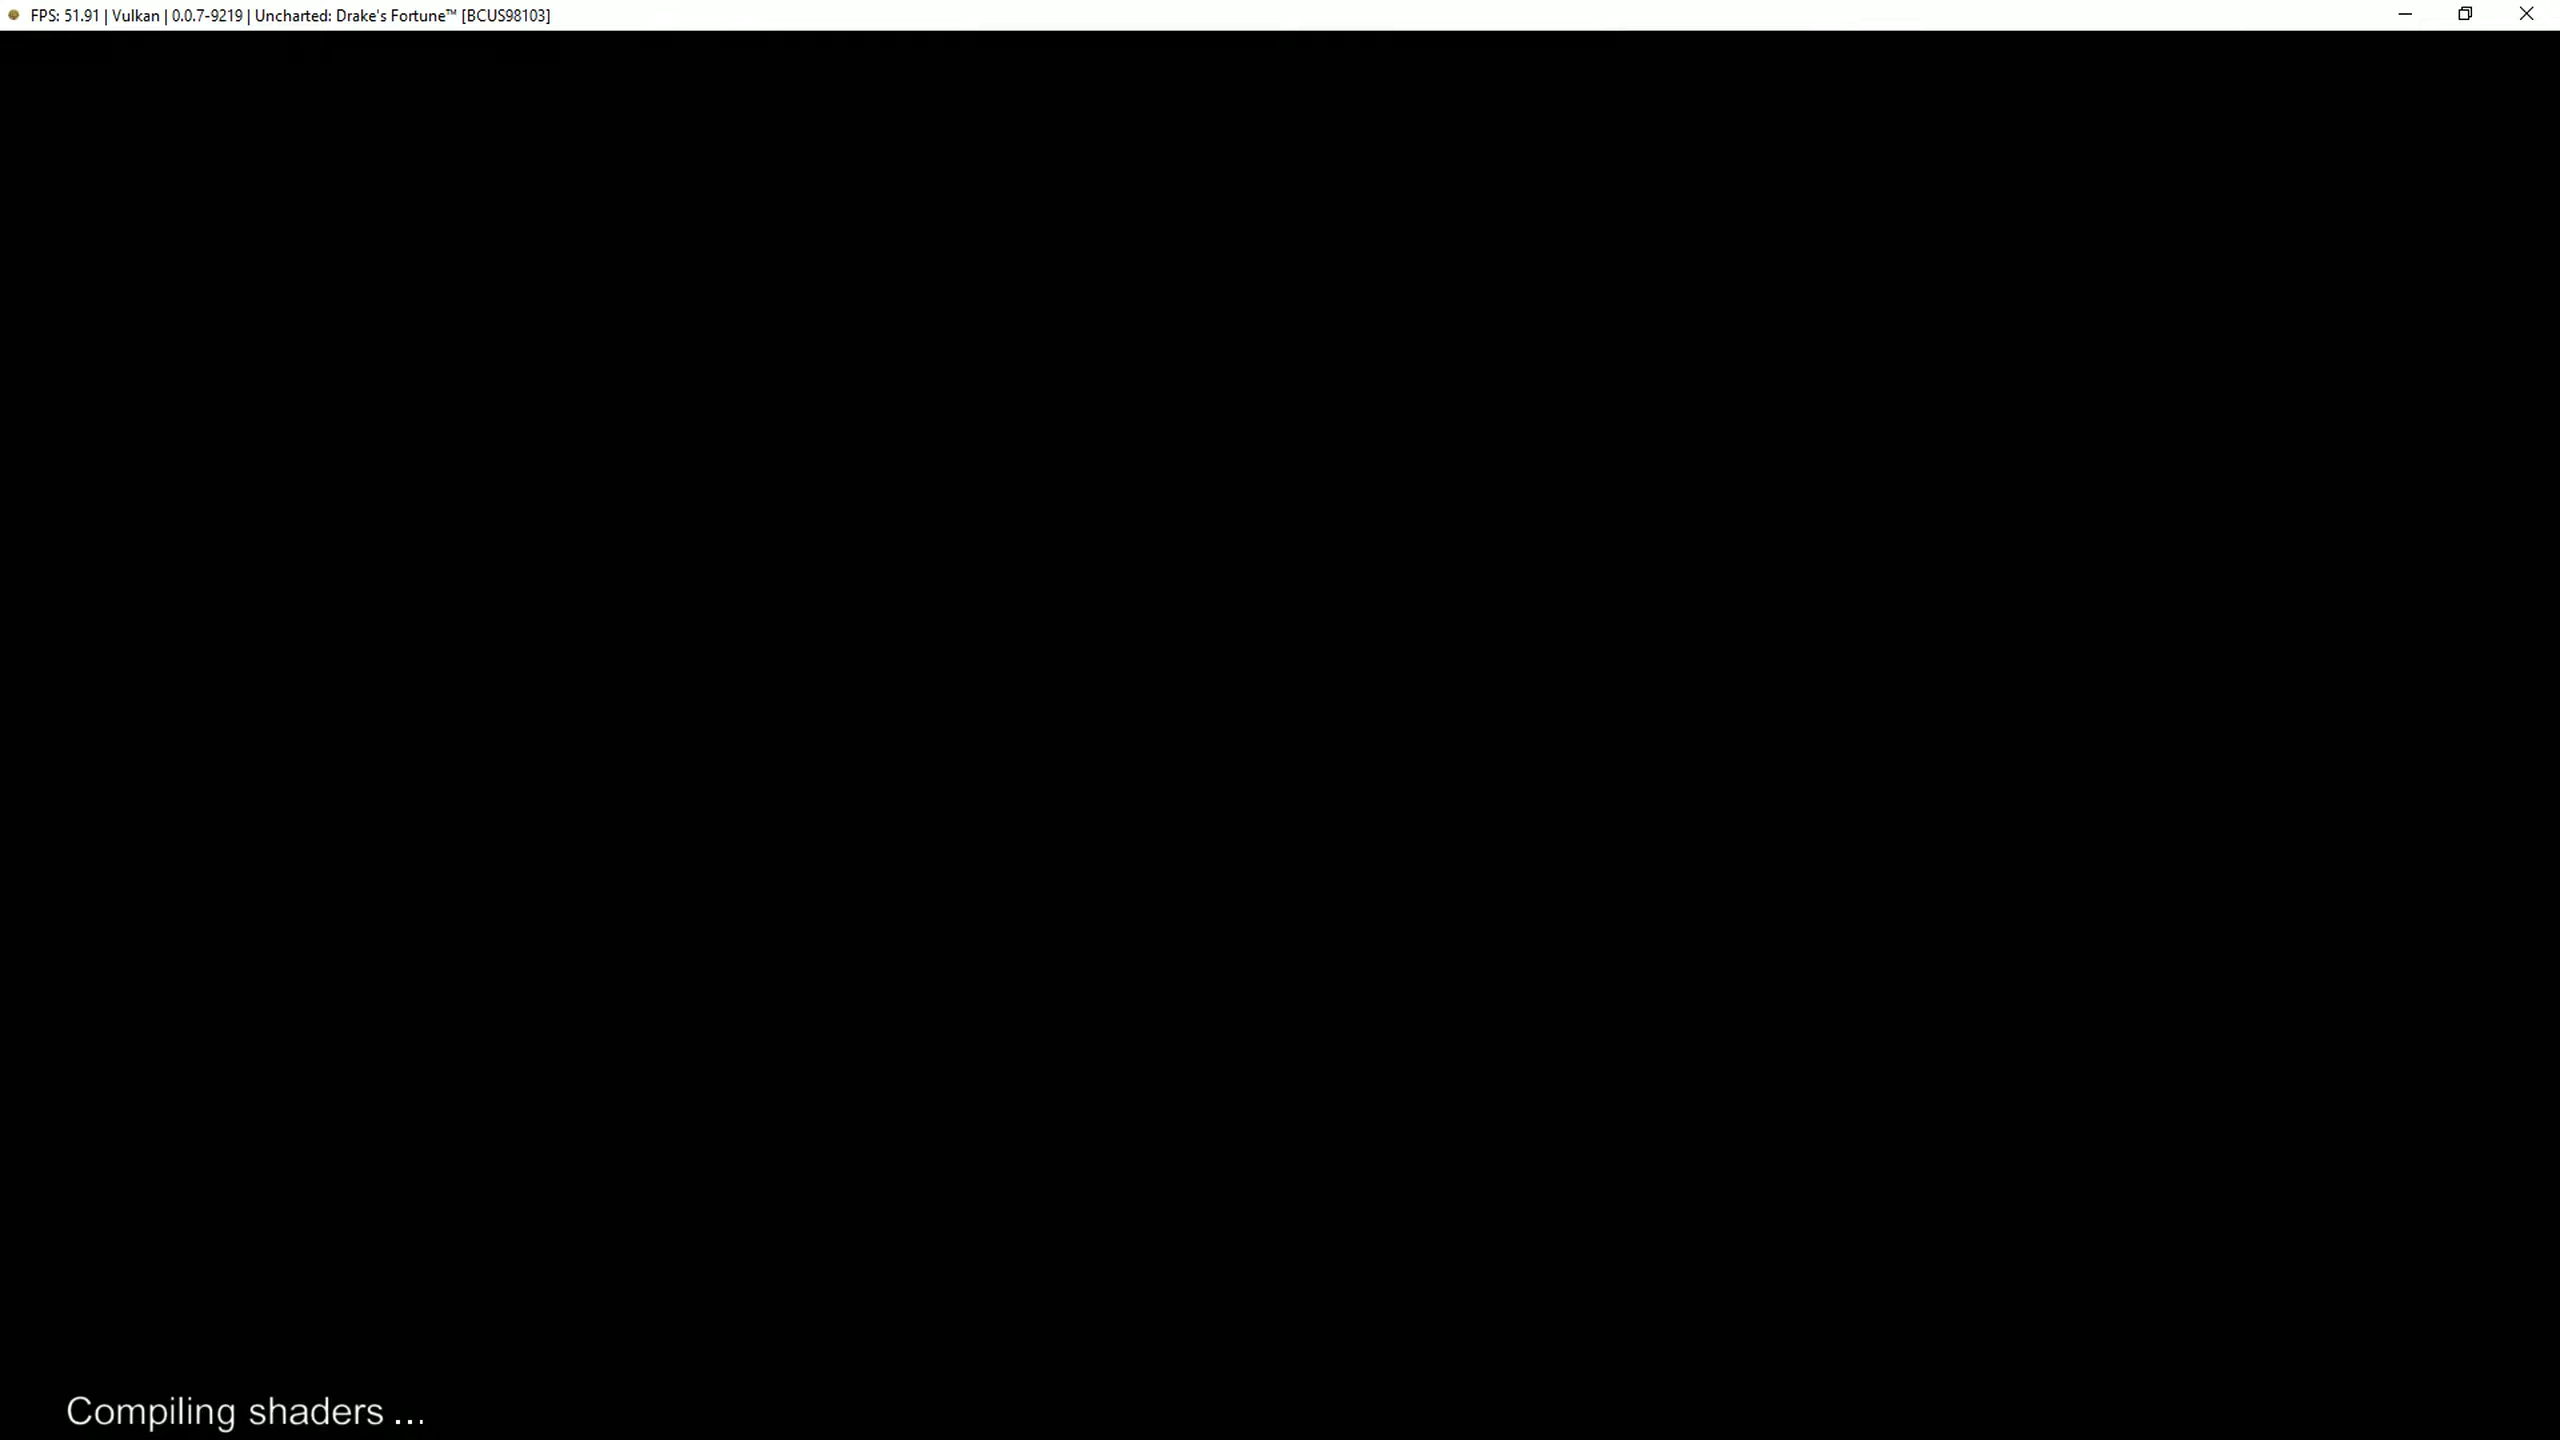 FPS: 51.91 | Vulkan | 0.0.7-9219 | Uncharted: Drake's Fortune™ [BCUS98103]
Compiling shaders ...